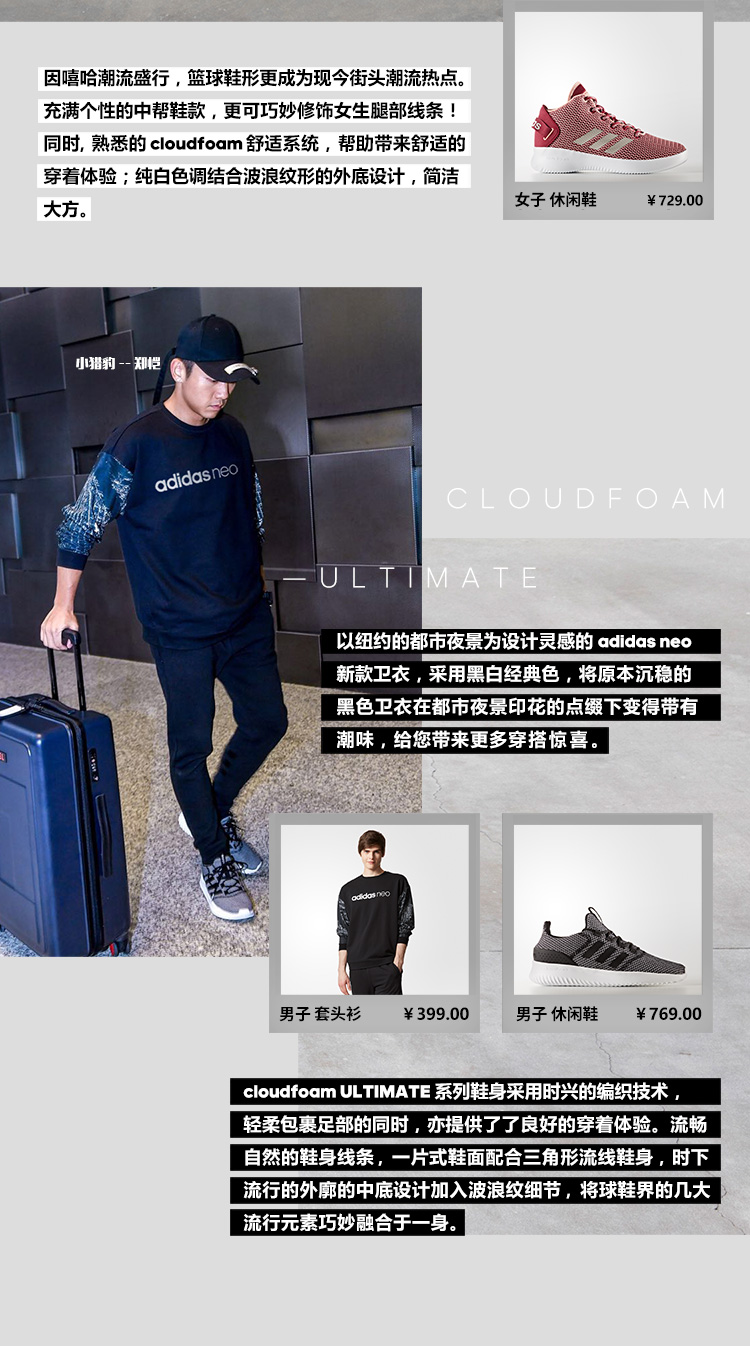 因嘻哈潮流盛行，篮球鞋形更成为现今街头潮流热点。
充满个性的中帮鞋款，更可巧妙修饰女生腿部线条！
同时, 熟悉的 cloudfoam 舒适系统，帮助带来舒适的
穿着体验；纯白色调结合波浪纹形的外底设计，简洁
大方。
女子 休闲鞋 ￥729.00
小猎豹 -- 郑恺
adidas neo
CLOUDFOAM
—ULTIMATE
以纽约的都市夜景为设计灵感的 adidas neo
新款卫衣，采用黑白经典色，将原本沉稳的
黑色卫衣在都市夜景印花的点缀下变得带有
潮味，给您带来更多穿搭惊喜。
adidas neo
男子 套头衫 ￥399.00
男子 休闲鞋 ￥769.00
cloudfoam ULTIMATE 系列鞋身采用时兴的编织技术，
轻柔包裹足部的同时，亦提供了了良好的穿着体验。流畅
自然的鞋身线条，一片式鞋面配合三角形流线鞋身，时下
流行的外廓的中底设计加入波浪纹细节，将球鞋界的几大
流行元素巧妙融合于一身。